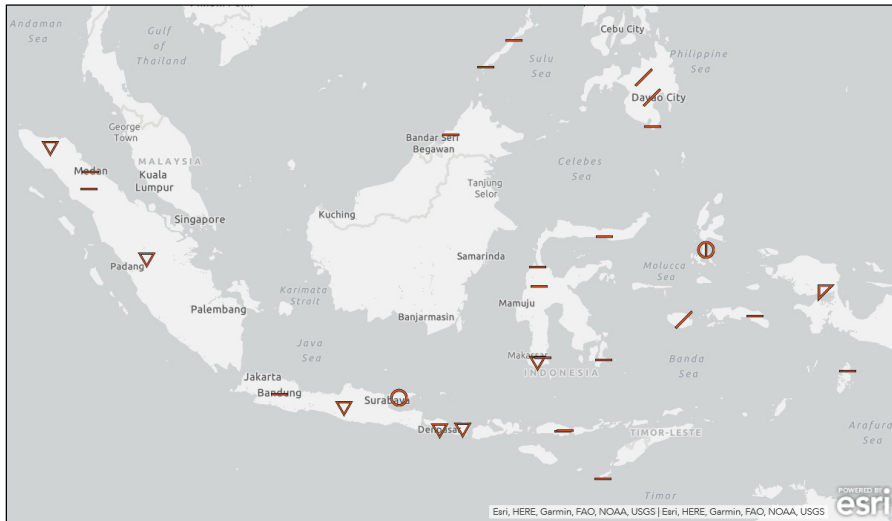 Andaman
Sea
Gulf
of
Thailand
Cebu City
Sulu
Sea
Philippine
Sea
Davao City
George
Town
MALAYSIA
Medan
Kuala
Lumpur
Singapore
Bandar Seri
Begawan
Celebes
Sea
Tanjung
Selor
Kuching
Samarinda
Padang
Molucca
Sea
Karimata
Strait
Palembang
Mamuju
Banjarmasin
Java
Sea
Makassar
INDONESIA
Banda
Sea
Jakarta
Bandung
Surabaya
Denpasar
TIMOR-LESTE
Arafura
Sea
Timor
POWERED BY
esri
Esri, HERE, Garmin, FAO, NOAA, USGS | Esri, HERE, Garmin, FAO, NOAA, USGS